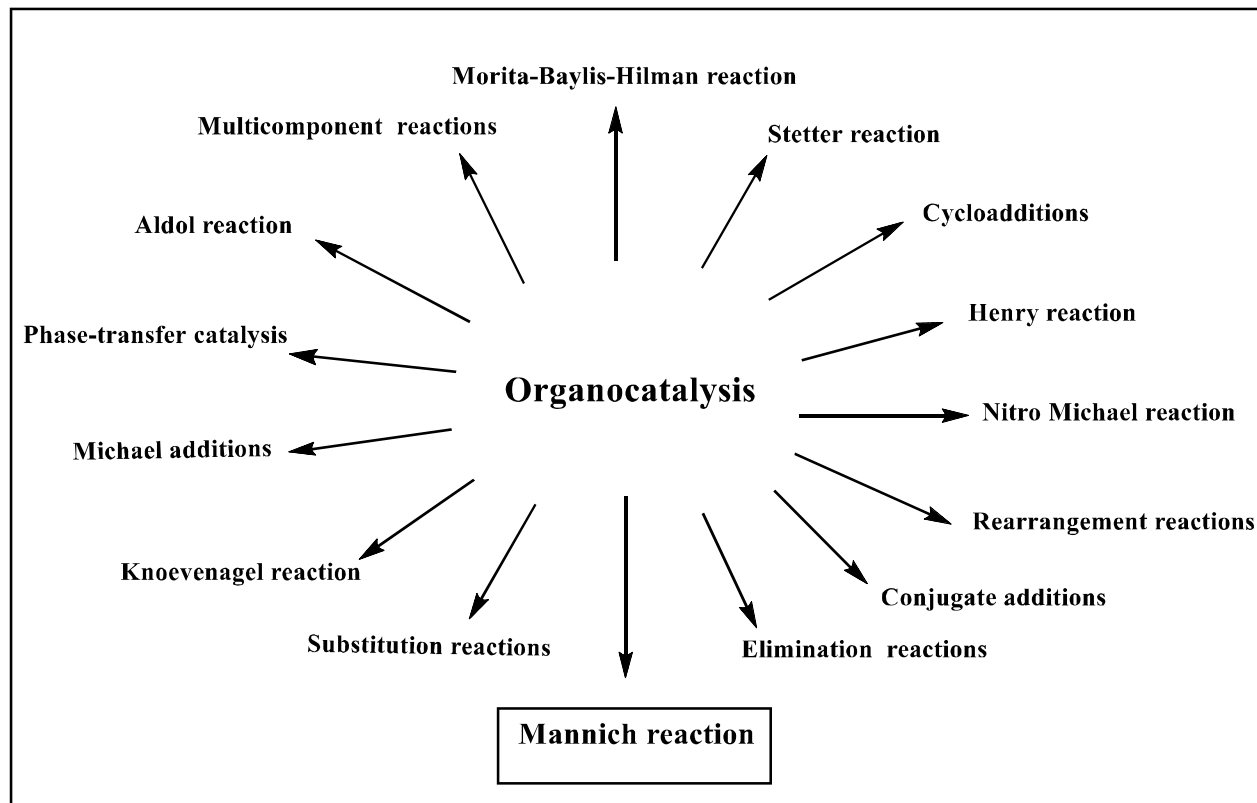 Morita-Baylis-Hilman reaction
Multicomponent reactions
Stetter reaction
Aldol reaction
Cycloadditions
Phase-transfer catalysis
Henry reaction
Organocatalysis
Michael additions
Nitro Michael reaction
Knoevenagel reaction
Rearrangement reactions
Substitution reactions
Conjugate additions
Elimination reactions
Mannich reaction